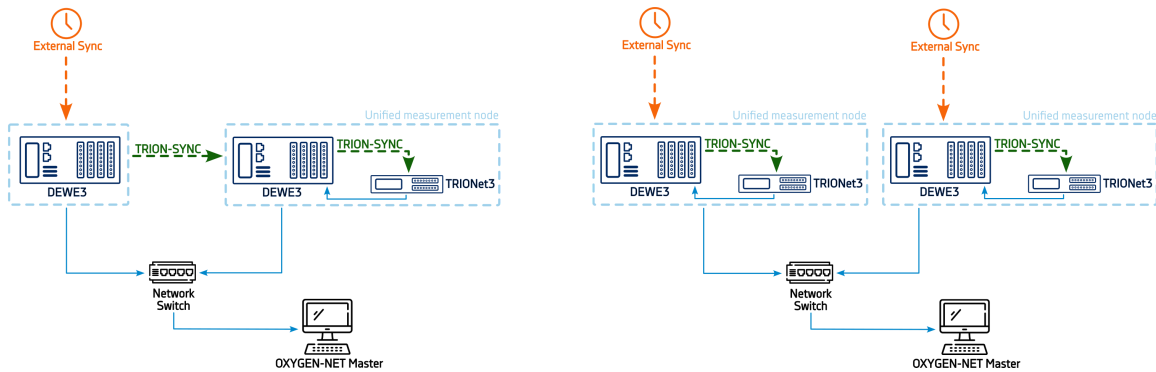 External Sync
Unified measurement node
TRION-SYNC
TRION-SYNC
DEWE3
DEWE3
TRIONet3
Network
Switch
OXYGEN-NET Master
External Sync
External Sync
Unified measurement node
Unified measurement node
TRION-SYNC
TRION-SYNC
DEWE3
TRIONet3
DEWE3
TRIONet3
Network
Switch
OXYGEN-NET Master